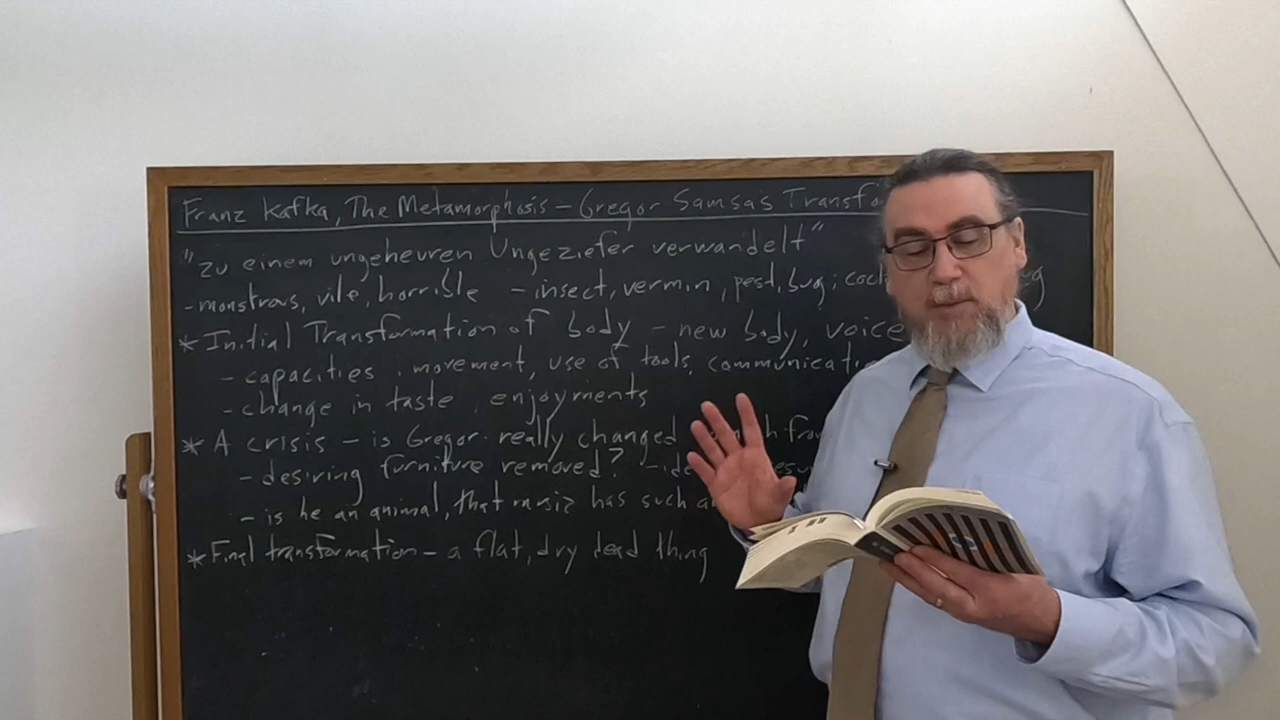 Franz Kafka, The Metamorphosis – Gregor Samsas Transfo
"zu einem ungeheuren Ungeziefer verwandelt"
- monstrous, vile, horrible - insect, vermin, pest, bug, cock
* Initial Transformation of body - new body, voice
- capacities, movement, use of tools, communicatio
- change in taste, enjoyments
* A crisis - is Gregor really changed from
- desiring furniture removed?
- is he an animal, that music has such a
* Final transformation - a flat, dry dead thing